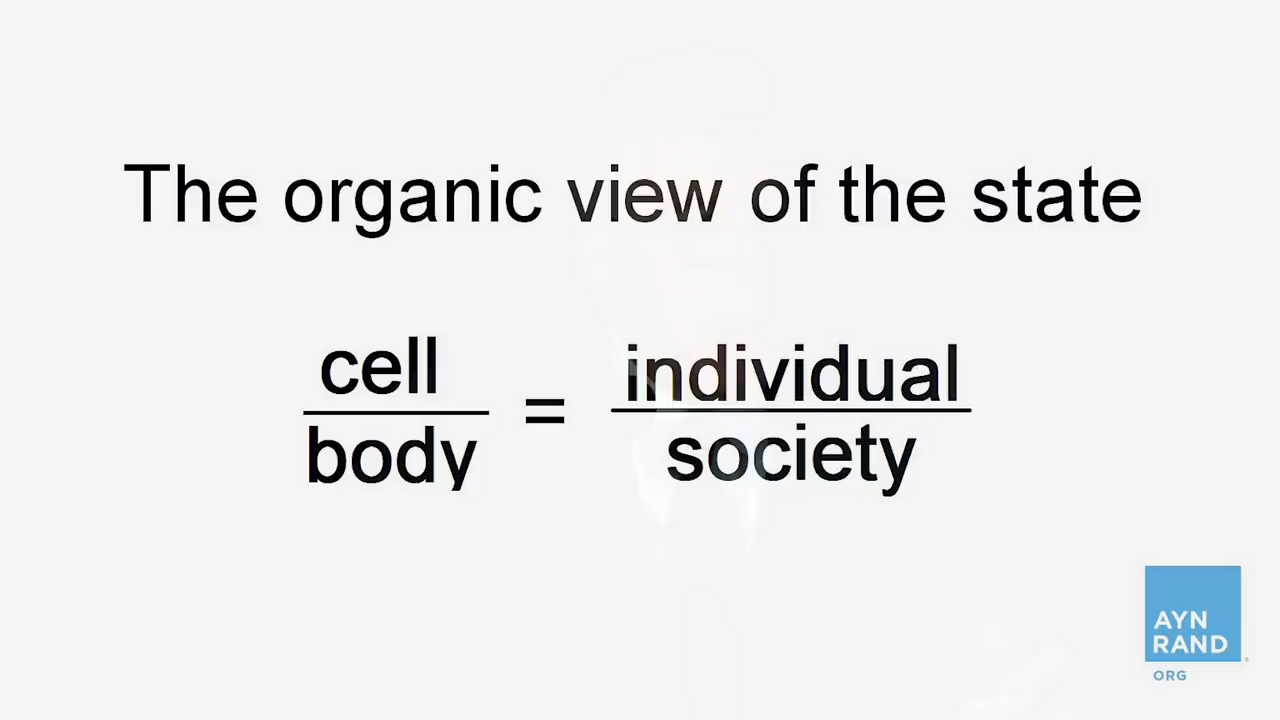 The organic view of the state
cell
body
=
individual
society
AYN
RAND
ORG